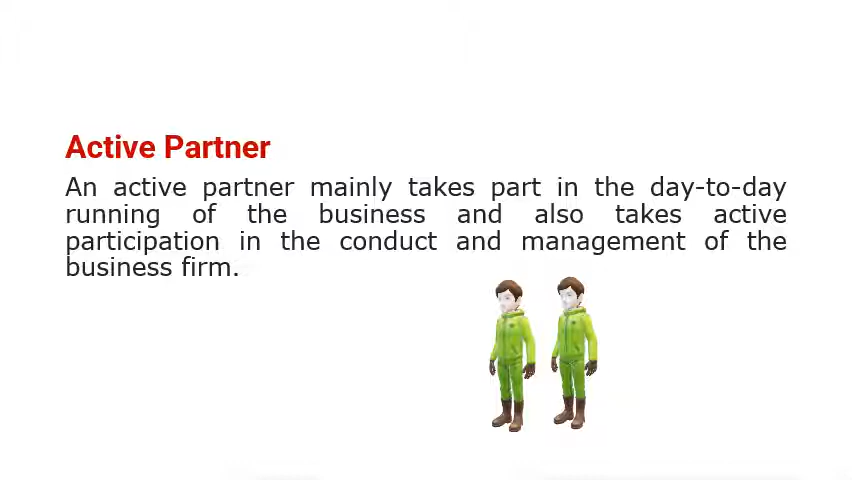 Active Partner
An active partner mainly takes part in the day-to-day
running of the business and also takes active
participation in the conduct and management of the
business firm.